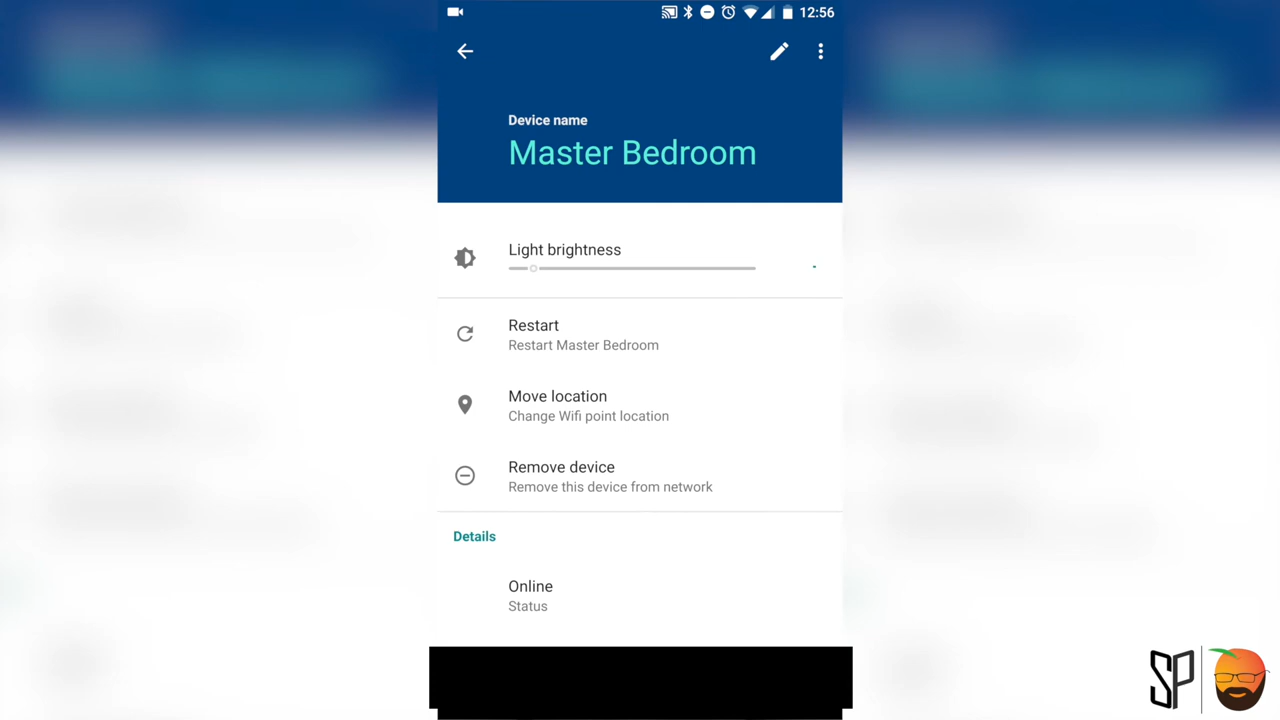 12:56
Device name
Master Bedroom
Light brightness
Restart
Restart Master Bedroom
Move location
Change Wifi point location
Remove device
Remove this device from network
Details
Online
Status
SP